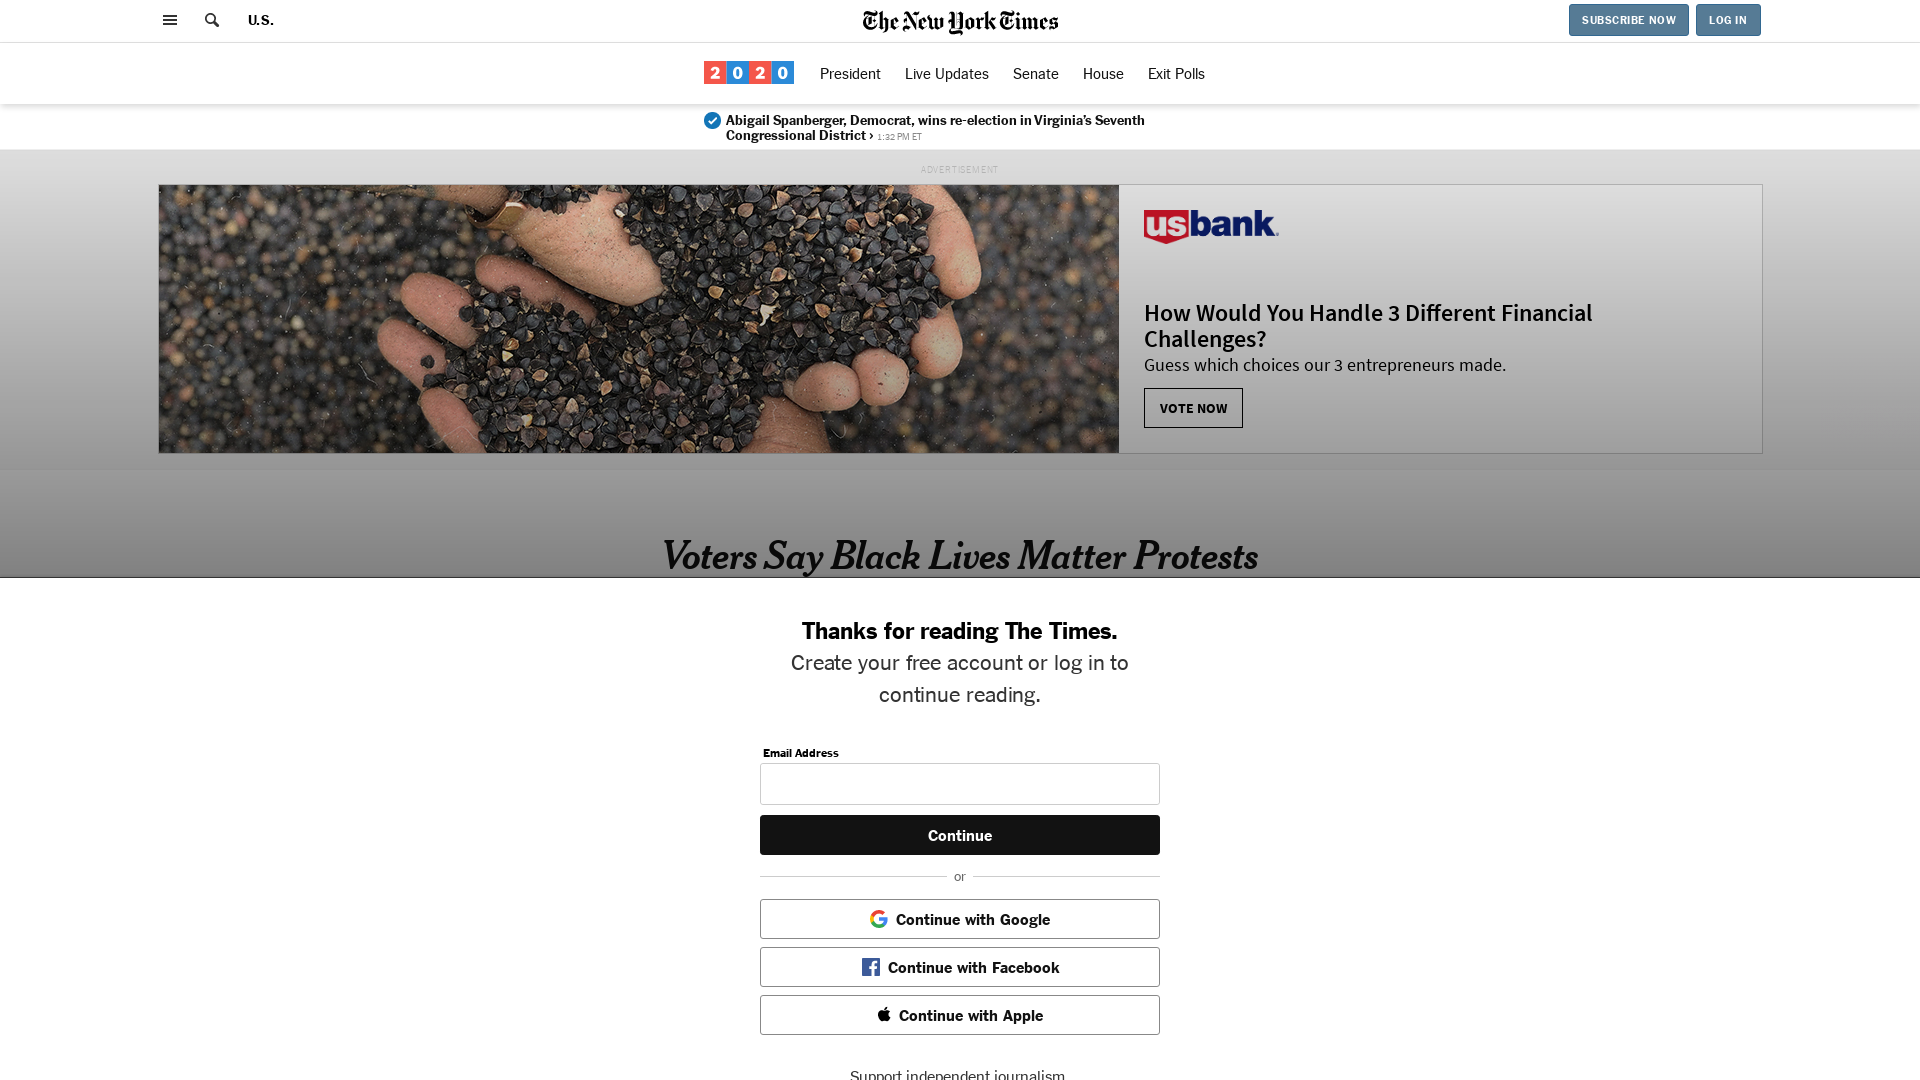 U.S.
The New York Times
SUBSCRIBE NOW
LOG IN
2020
President
Live Updates
Senate
House
Exit Polls
Abigail Spanberger, Democrat, wins re-election in Virginia's Seventh
Congressional District › 1:32 PM ET
ADVERTISEMENT
usbank
How Would You Handle 3 Different Financial
Challenges?
Guess which choices our 3 entrepreneurs made.
VOTE NOW
Voters Say Black Lives Matter Protests
Thanks for reading The Times.
Create your free account or log in to
continue reading.
Email Address
Continue
or
Continue with Google
Continue with Facebook
Continue with Apple
Support independent journalism